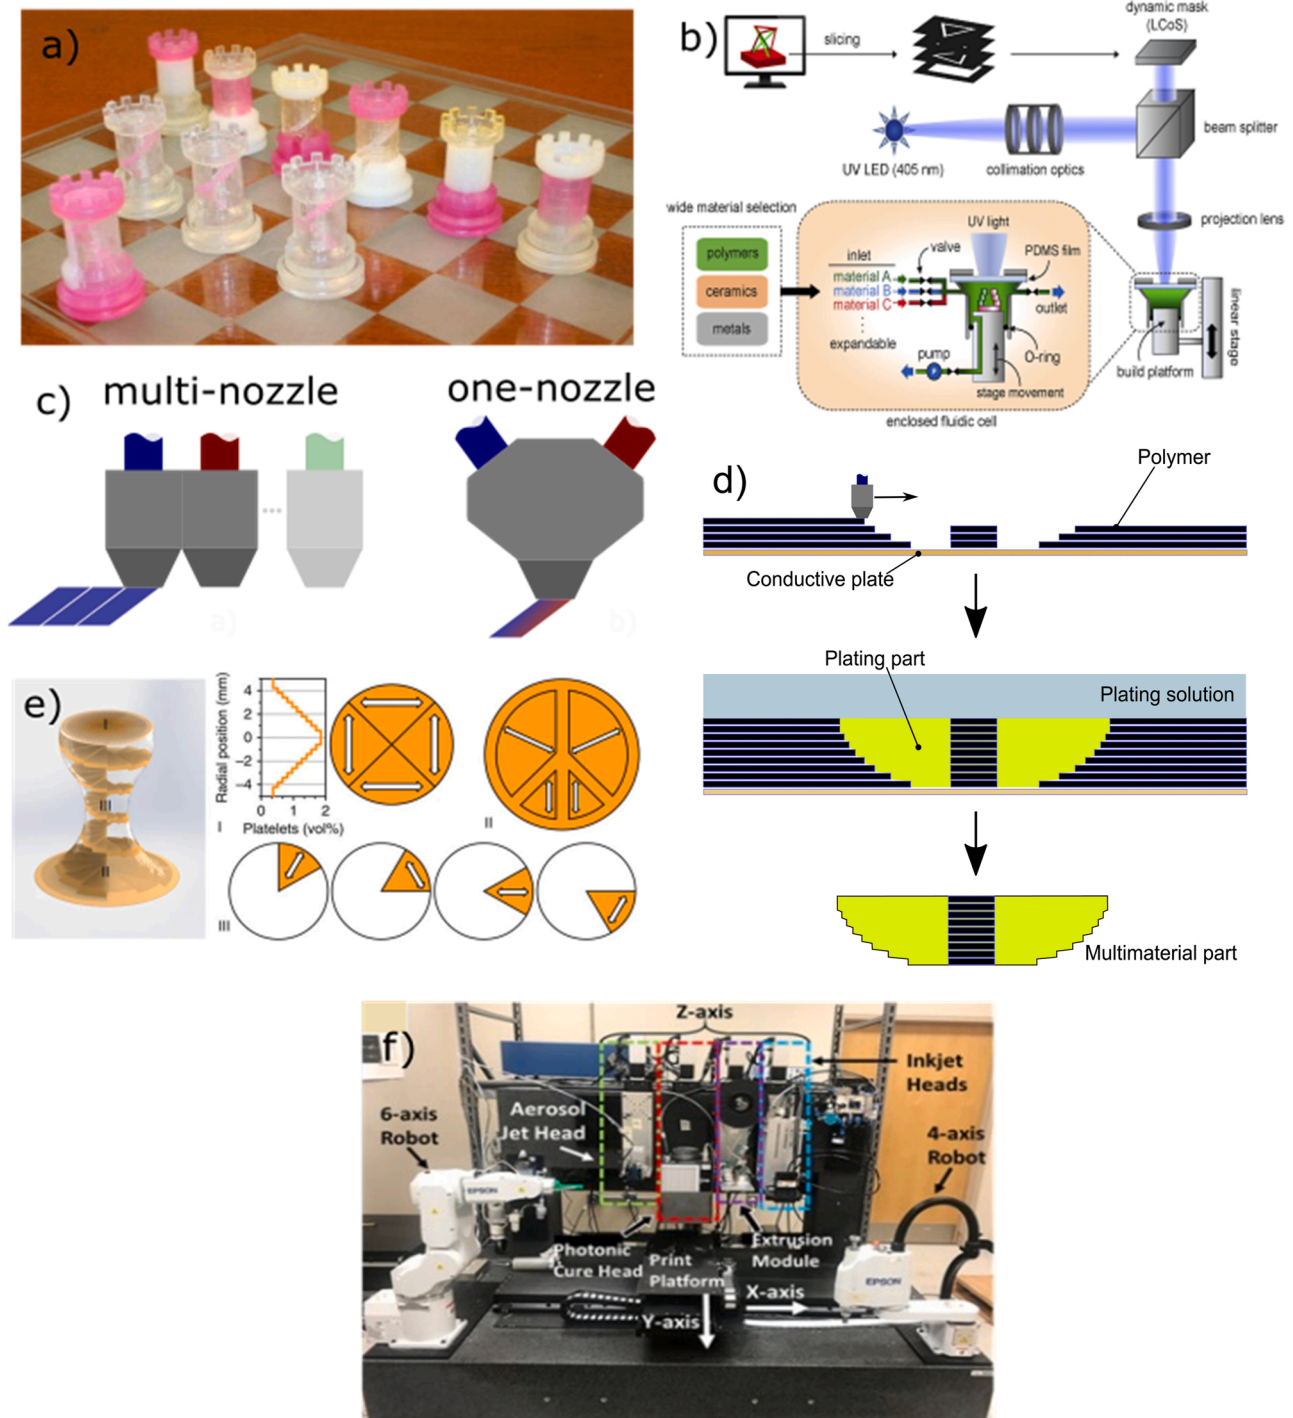 a)
b)
slicing
dynamic mask
(LCoS)
UV LED (405 nm)
collimation optics
beam splitter
projection lens
wide material selection
polymers
ceramics
metals
UV light
inlet
valve
PDMS film
material A
material B
material C
expandable
outlet
pump
P
O-ring
stage movement
enclosed fluidic cell
build platform
linear stage
c)
multi-nozzle
one-nozzle
a)
b)
d)
Polymer
Conductive plate
Plating part
Plating solution
Multimaterial part
e)
I
III
II
Radial position (mm)
4
2
0
−2
−4
0
1
2
Platelets (vol%)
I
II
III
f)
Z-axis
Inkjet
Heads
Aerosol
Jet Head
6-axis
Robot
4-axis
Robot
EPSON
Photonic
Cure Head
Print
Platform
Extrusion
Module
X-axis
Y-axis
EPSON